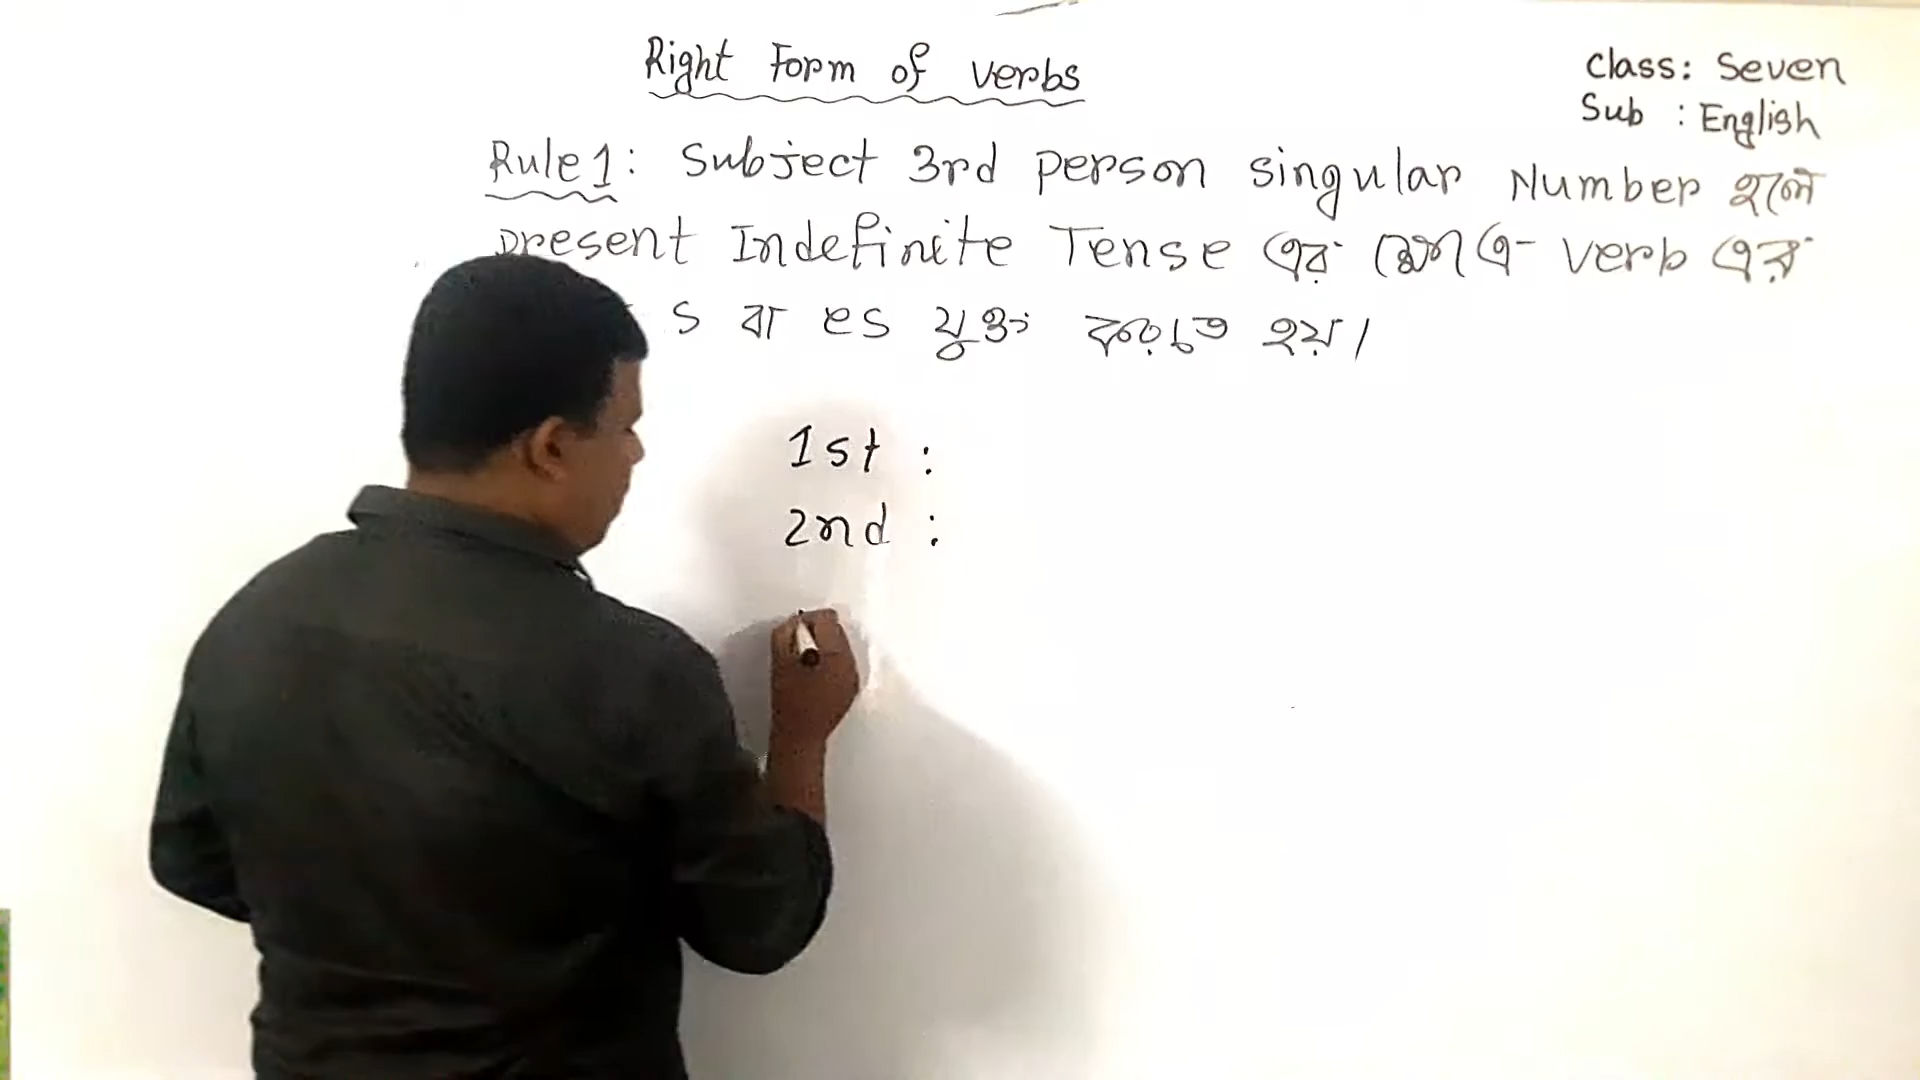 Right Form of verbs
Class: Seven
Sub : English
Rule 1: Subject 3rd person singular Number হলে
present Indefinite Tense এর ক্ষেত্রে verb এর
s বা es যুক্ত করতে হয়।
1st :
2nd :